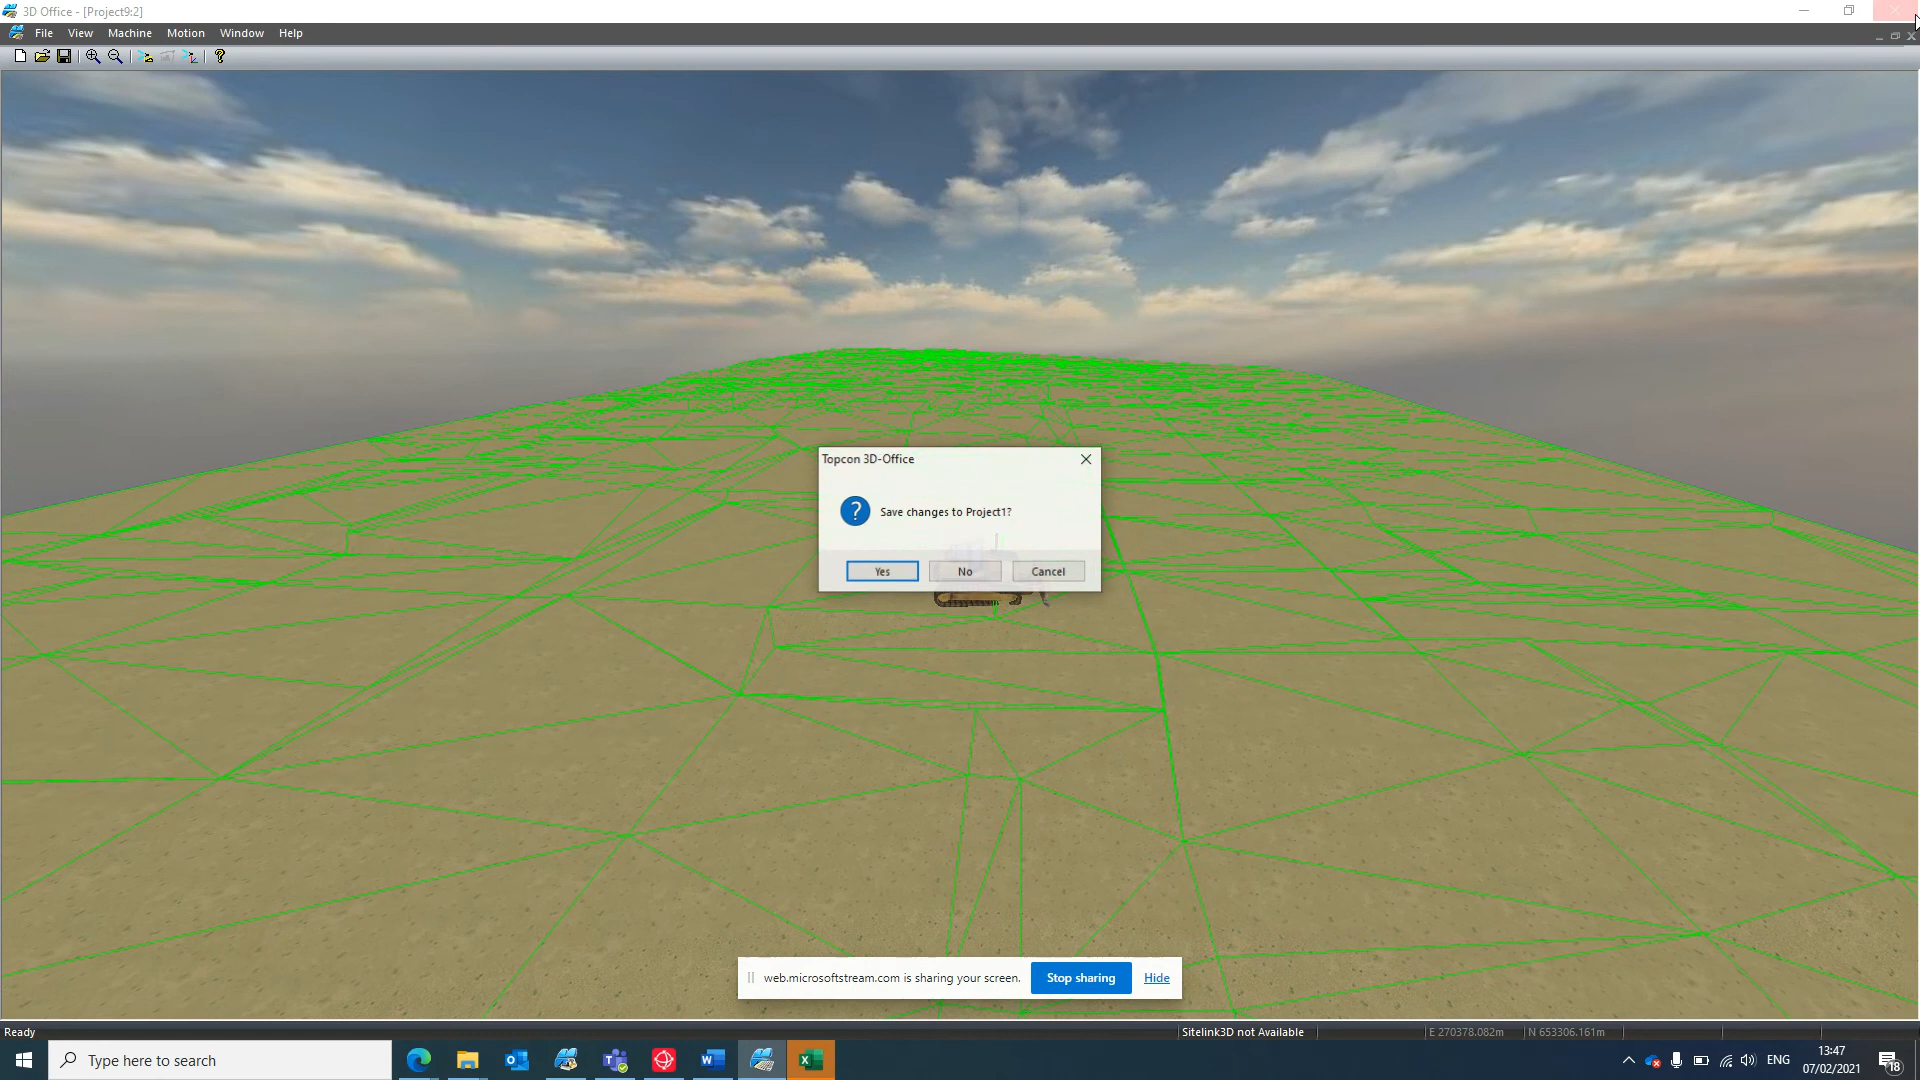 3D Office - [Project9:2]
File View Machine Motion Window Help
Topcon 3D-Office
Save changes to Project1?
Yes No Cancel
web.microsoftstream.com is sharing your screen. Stop sharing Hide
Ready Sitelink3D not Available E 270378.082m N 653306.161m
Type here to search
ENG
13:47
07/02/2021
18